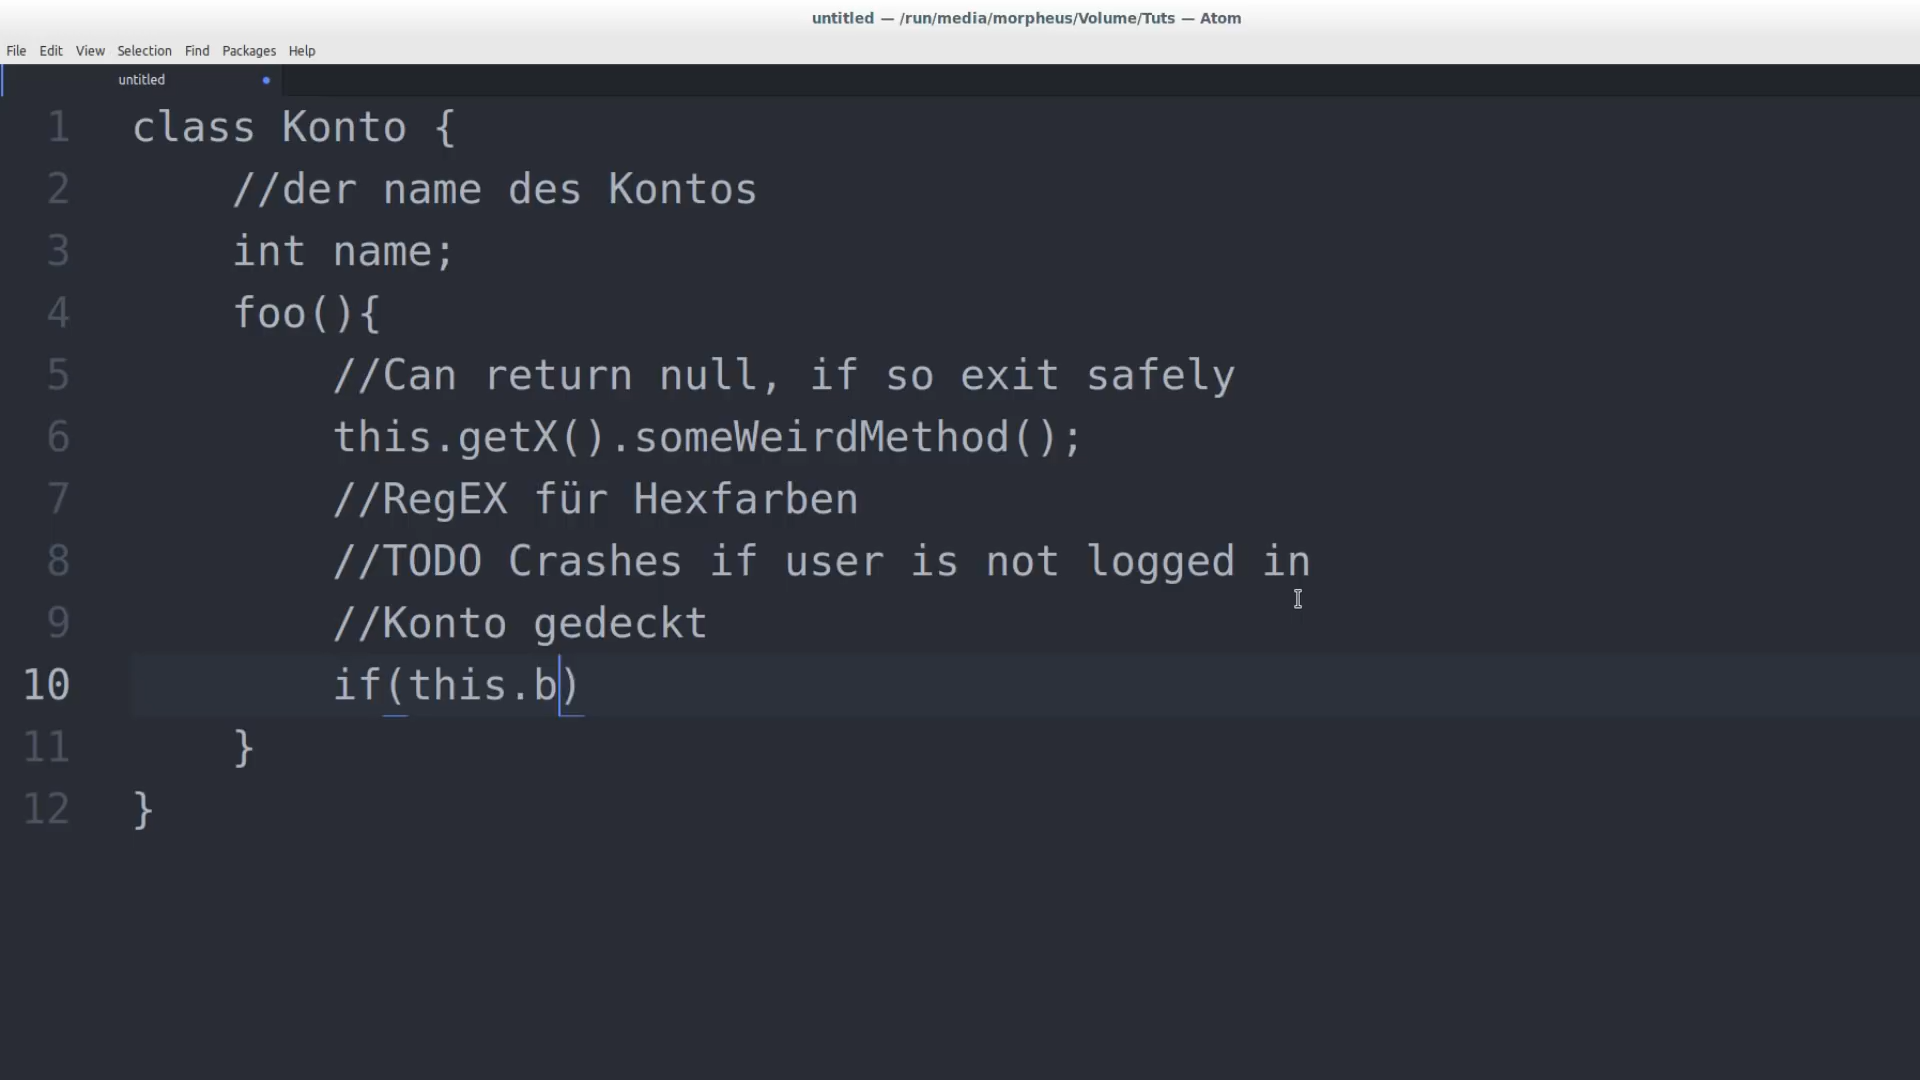 untitled — /run/media/morpheus/Volume/Tuts — Atom
File Edit View Selection Find Packages Help
untitled
1 class Konto {
2 //der name des Kontos
3 int name;
4 foo(){
5 //Can return null, if so exit safely
6 this.getX().someWeirdMethod();
7 //RegEX für Hexfarben
8 //TODO Crashes if user is not logged in
9 //Konto gedeckt
10 if(this.b)
11 }
12 }